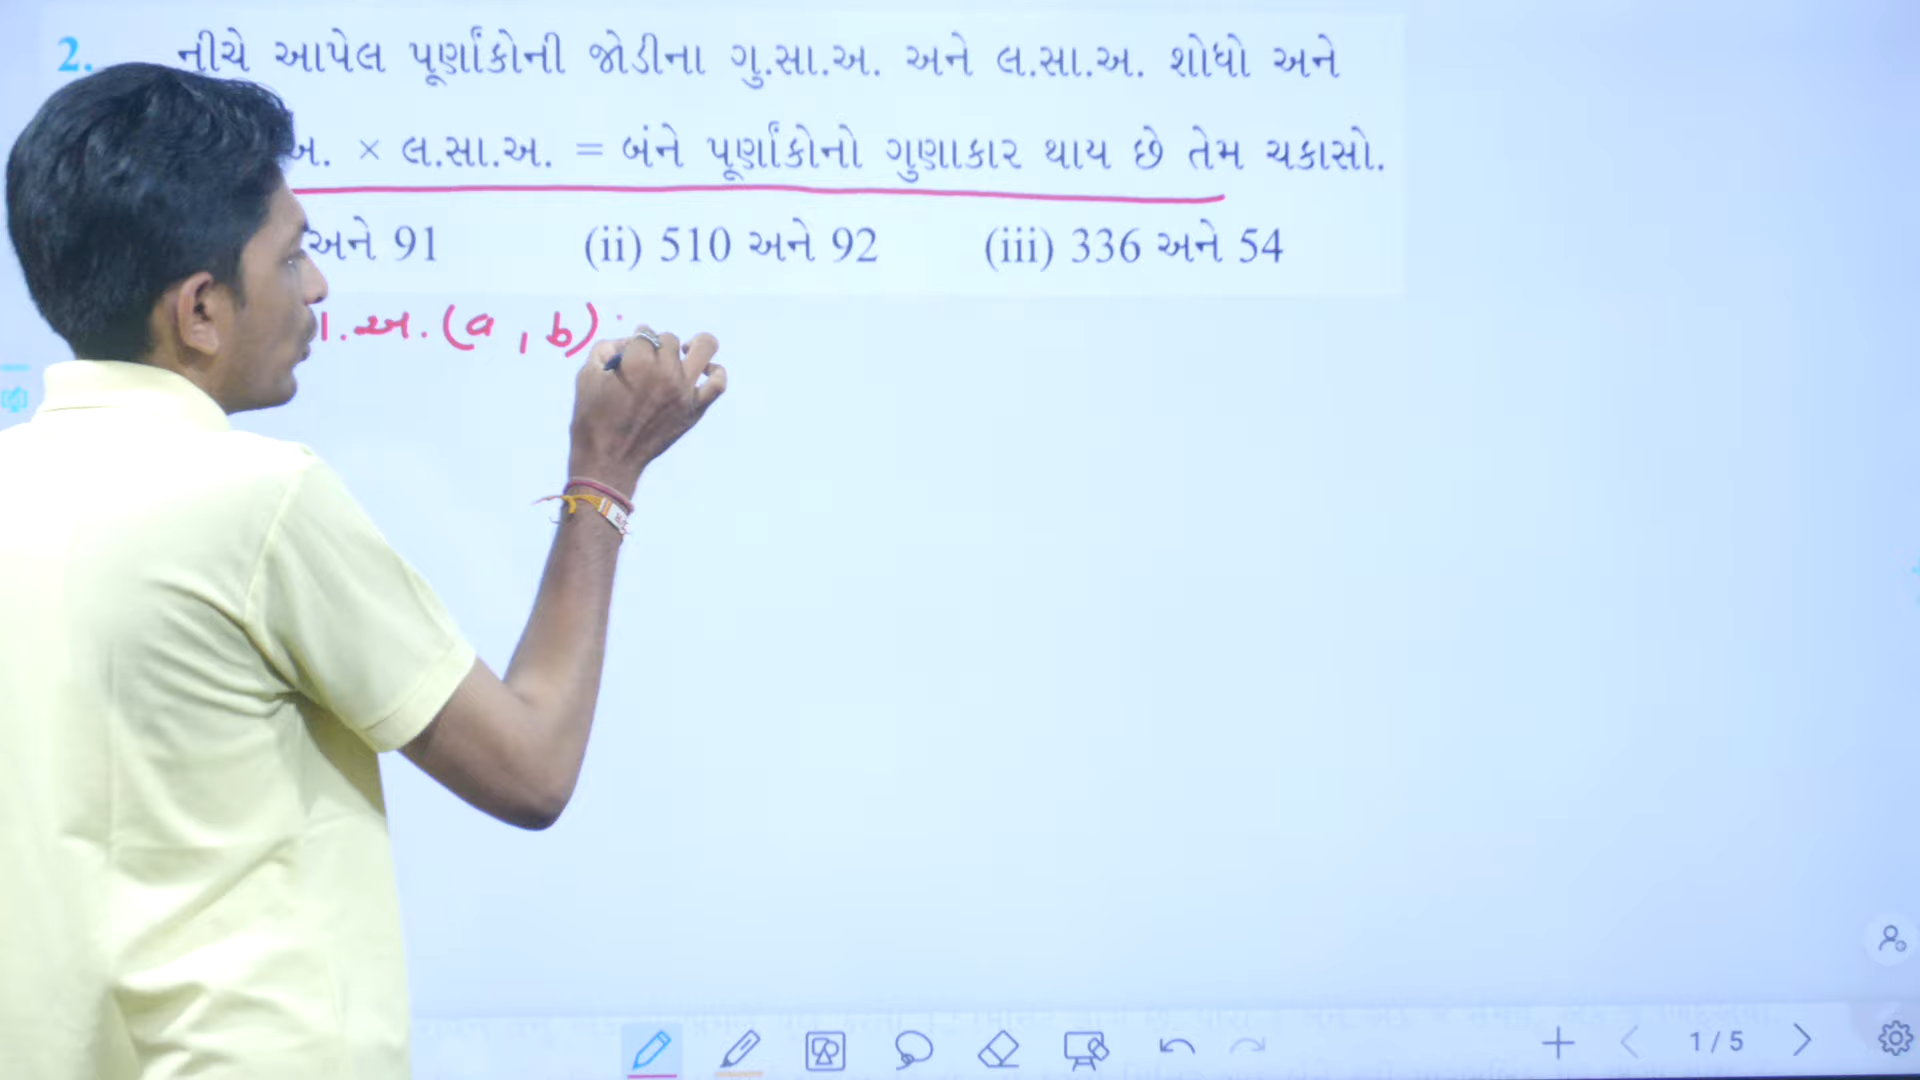 2. નીચે આપેલ પૂર્ણાંકોની જોડીના ગુ.સા.અ. અને લ.સા.અ. શોધો અને
અ. × લ.સા.અ. = બંને પૂર્ણાંકોનો ગુણાકાર થાય છે તેમ ચકાસો.
અને 91 (ii) 510 અને 92 (iii) 336 અને 54
.અ. (a , b)
1 / 5